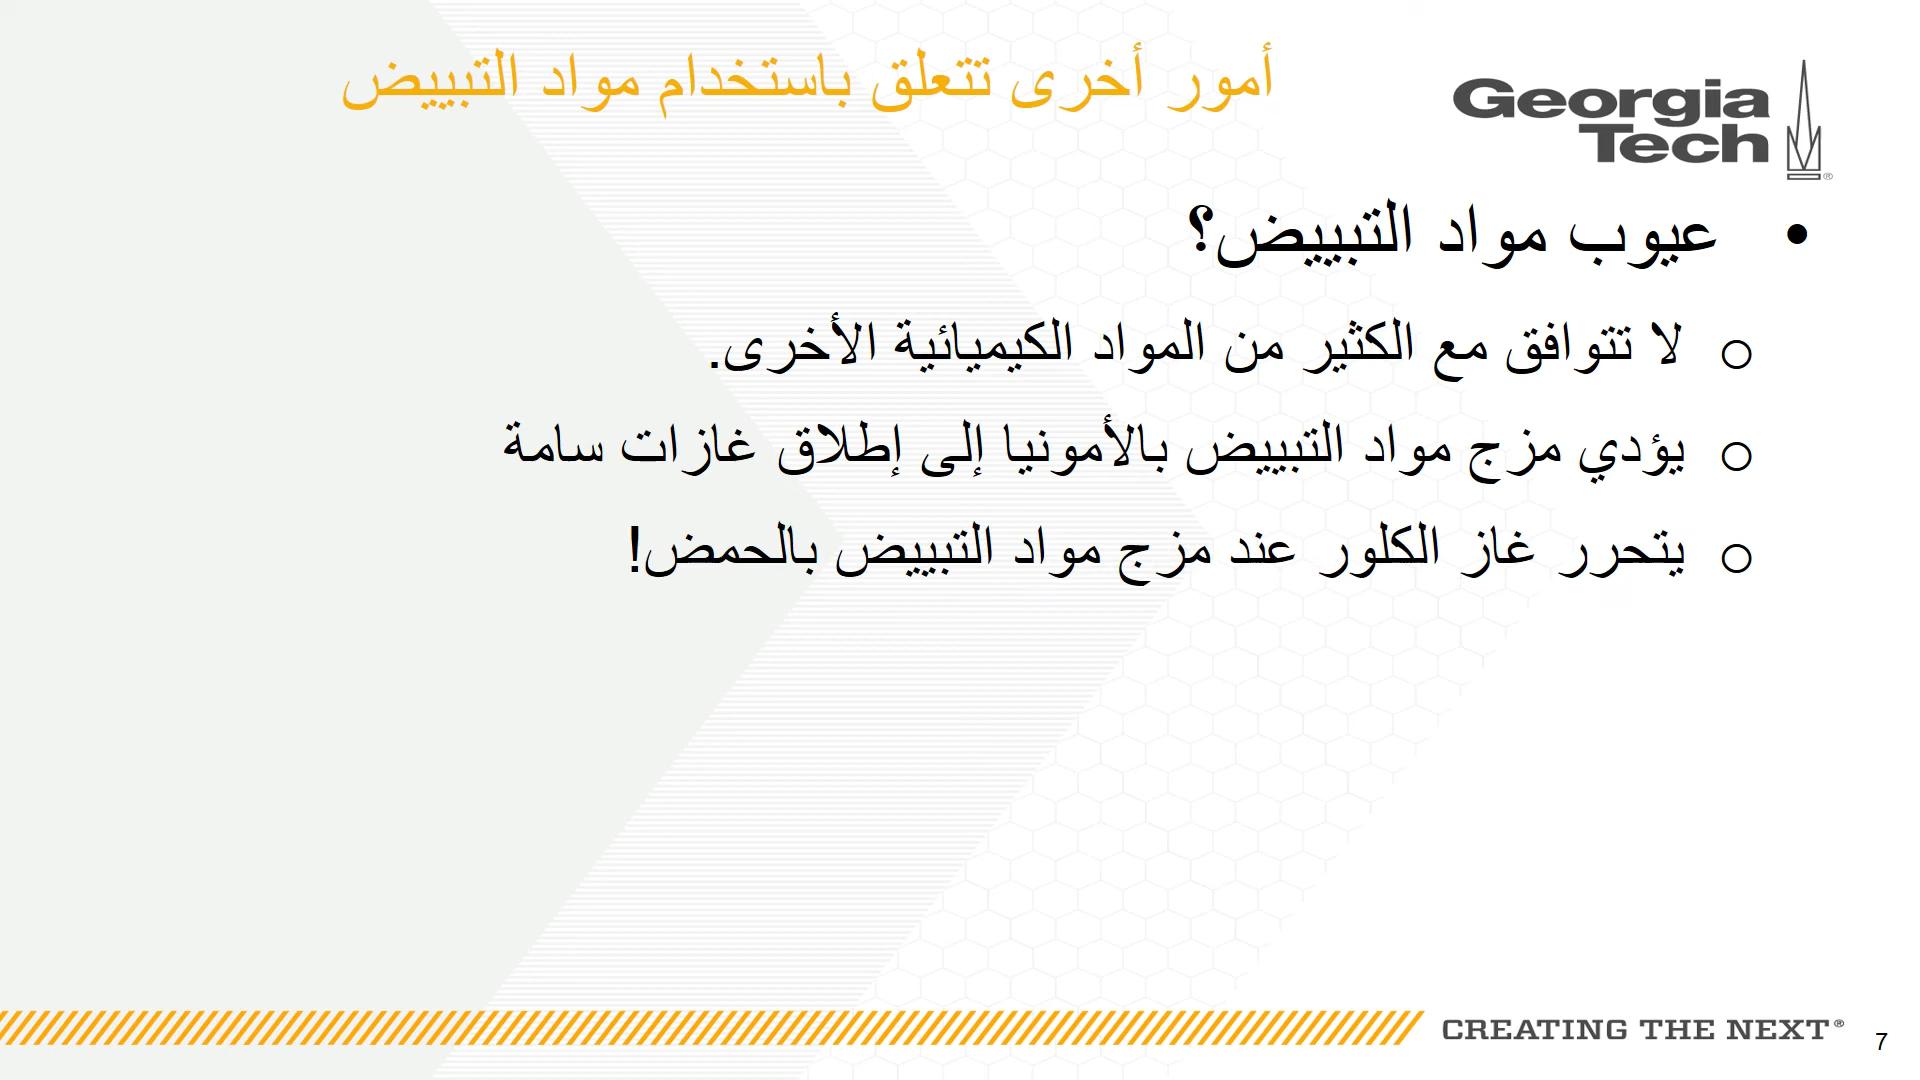 أمور أخرى تتعلق باستخدام مواد التبييض
Georgia
Tech
®
• عيوب مواد التبييض؟
o لا تتوافق مع الكثير من المواد الكيميائية الأخرى.
o يؤدي مزج مواد التبييض بالأمونيا إلى إطلاق غازات سامة
o يتحرر غاز الكلور عند مزج مواد التبييض بالحمض!
CREATING THE NEXT®
7